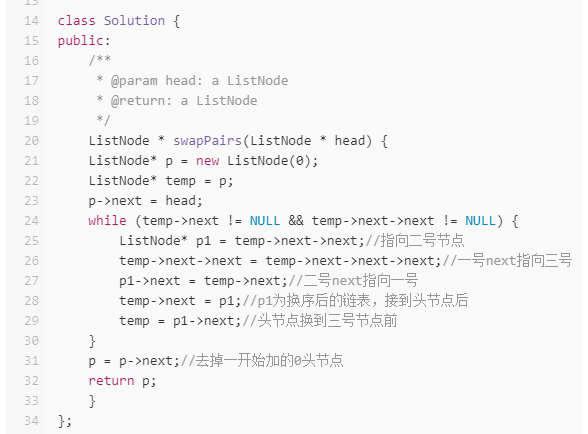 14 class Solution {
15 public:
16     /**
17      * @param head: a ListNode
18      * @return: a ListNode
19      */
20     ListNode * swapPairs(ListNode * head) {
21     ListNode* p = new ListNode(0);
22     ListNode* temp = p;
23     p->next = head;
24     while (temp->next != NULL && temp->next->next != NULL) {
25         ListNode* p1 = temp->next->next;//指向二号节点
26         temp->next->next = temp->next->next->next;//一号next指向三号
27         p1->next = temp->next;//二号next指向一号
28         temp->next = p1;//p1为换序后的链表，接到头节点后
29         temp = p1->next;//头节点换到三号节点前
30     }
31     p = p->next;//去掉一开始加的0头节点
32     return p;
33     }
34 };